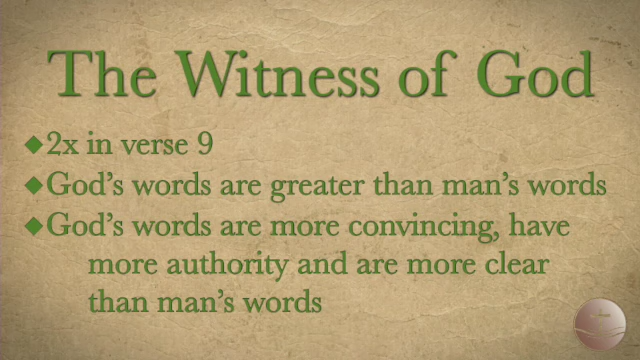 The Witness of God
◆2x in verse 9
◆God's words are greater than man's words
◆God's words are more convincing, have
more authority and are more clear
than man's words